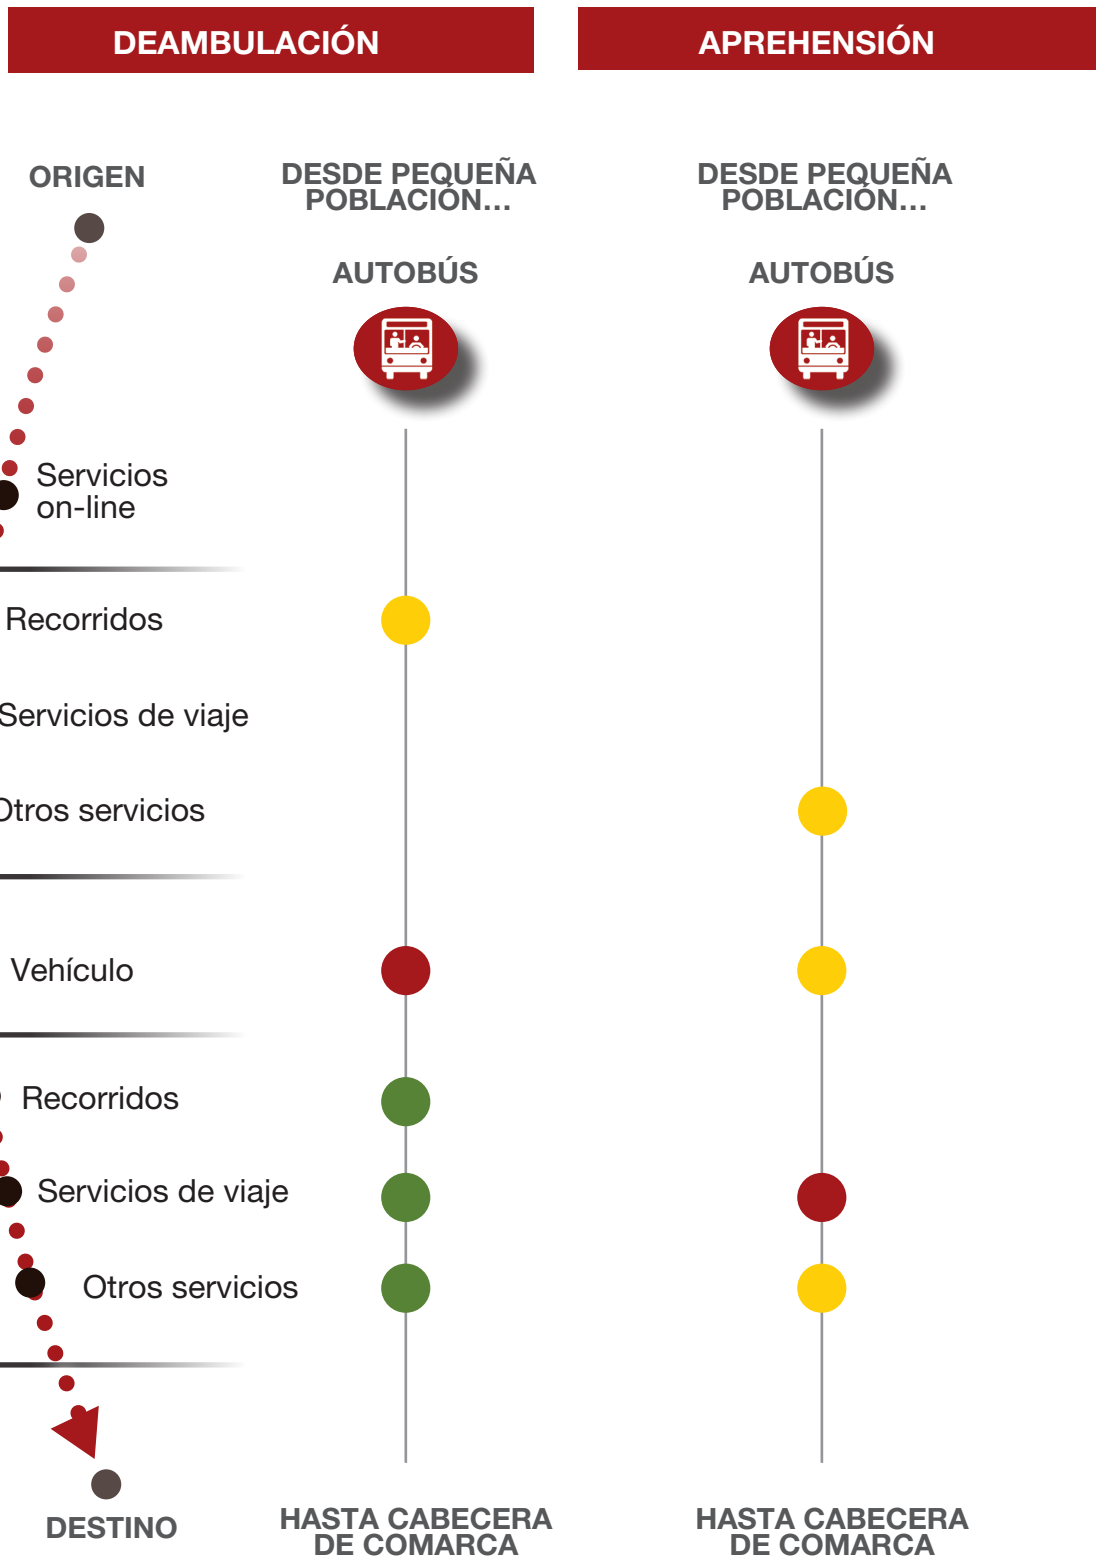 DEAMBULACIÓN
APREHENSIÓN
ORIGEN
DESDE PEQUEÑA
POBLACIÓN...
DESDE PEQUEÑA
POBLACIÓN...
AUTOBÚS
AUTOBÚS
Servicios
on-line
Recorridos
Servicios de viaje
Otros servicios
Vehículo
Recorridos
Servicios de viaje
Otros servicios
DESTINO
HASTA CABECERA
DE COMARCA
HASTA CABECERA
DE COMARCA